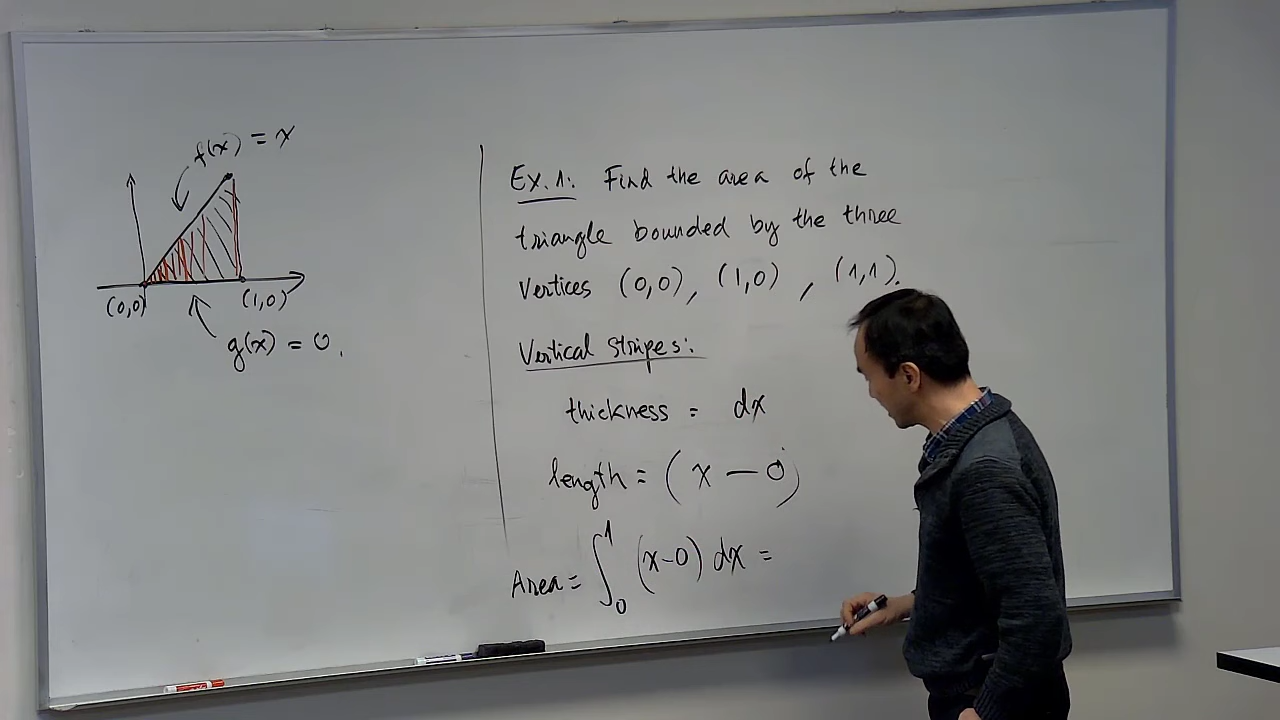 f(x) = x
(0,0)
(1,0)
g(x) = 0.
Ex. 1: Find the area of the
triangle bounded by the three
vertices (0,0), (1,0), (1,1).
Vertical Stripes:
thickness = dx
length = (x - 0)
Area = ∫₀¹ (x-0) dx =